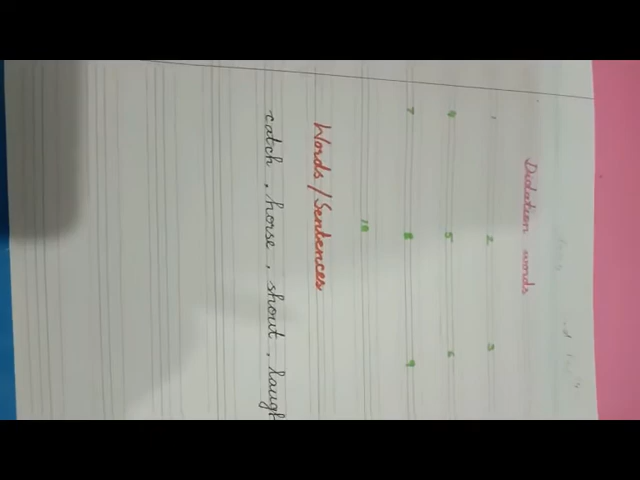 Dictation words
1 2 3
4 5 6
7 8 9
10
Words / Sentences
catch, horse, shout, laugh